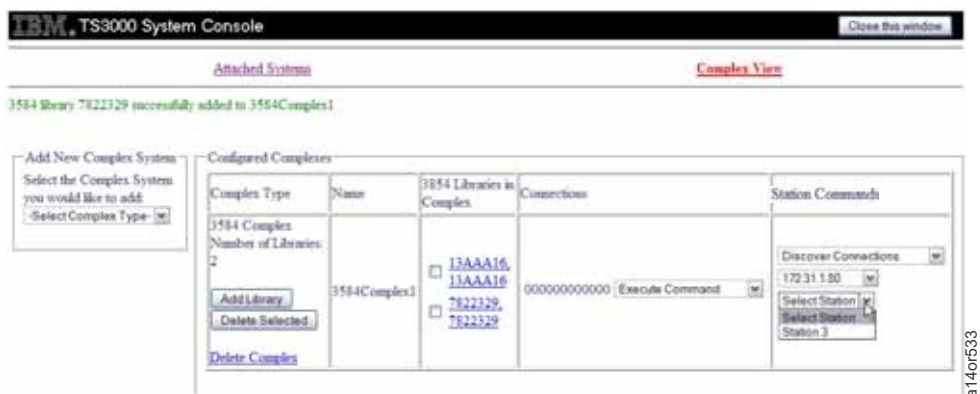 IBM. TS3000 System Console
Close this window
Attached Systems
Complex View
3584 library 7822329 successfully added to 3584Complex1
Add New Complex System
Select the Complex System
you would like to add:
-Select Complex Type-
Configured Complexes
Complex Type
Name
3854 Libraries in
Complex
Connections
Station Commands
3584 Complex
Number of Libraries:
2
Add Library
Delete Selected
Delete Complex
3584Complex1
13AAA16,
13AAA16
7822329,
7822329
000000000000 Execute Command
Discover Connections
172.31.1.80
Select Station
Select Station
Station 3
a14or533